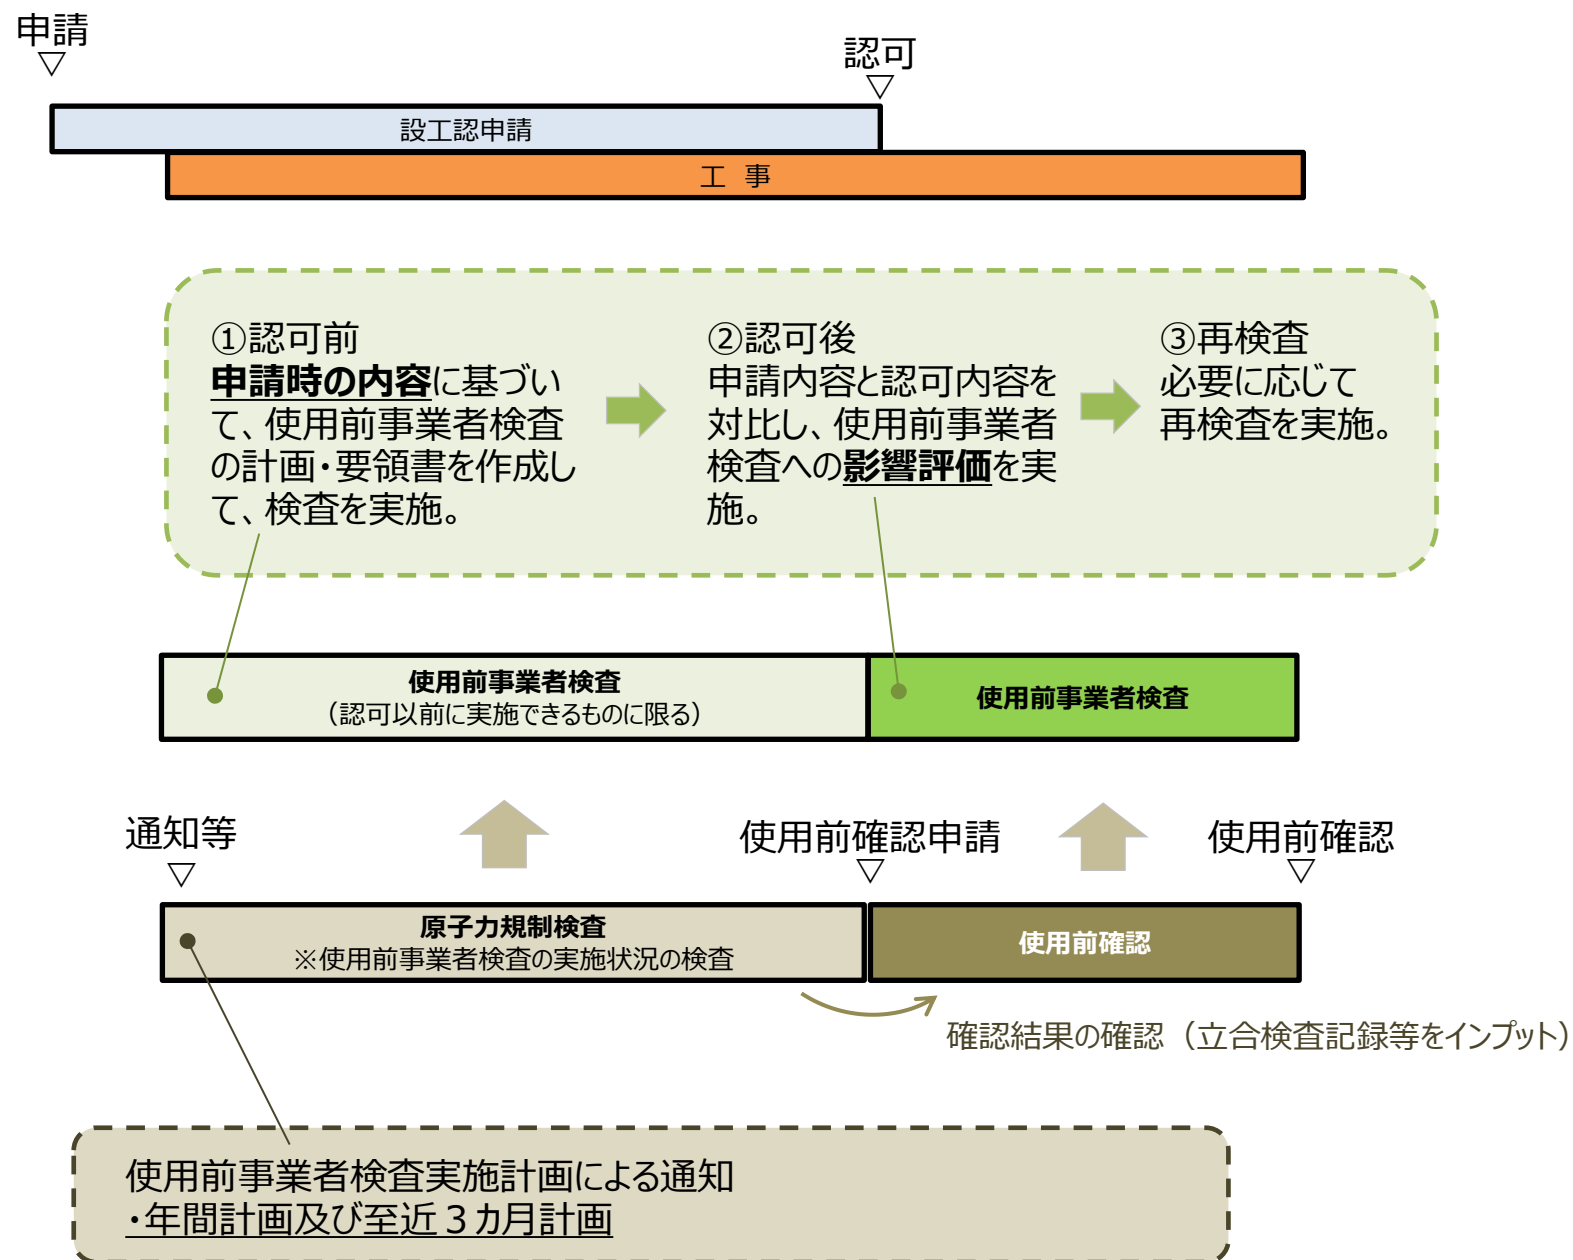 申請
▽
認可
▽
設工認申請
工 事
①認可前
申請時の内容に基づい
て、使用前事業者検査
の計画・要領書を作成し
て、検査を実施。
②認可後
申請内容と認可内容を
対比し、使用前事業者
検査への影響評価を実
施。
③再検査
必要に応じて
再検査を実施。
使用前事業者検査
（認可以前に実施できるものに限る）
使用前事業者検査
通知等
▽
使用前確認申請
▽
使用前確認
▽
原子力規制検査
※使用前事業者検査の実施状況の検査
使用前確認
確認結果の確認（立合検査記録等をインプット）
使用前事業者検査実施計画による通知
・年間計画及び至近３カ月計画